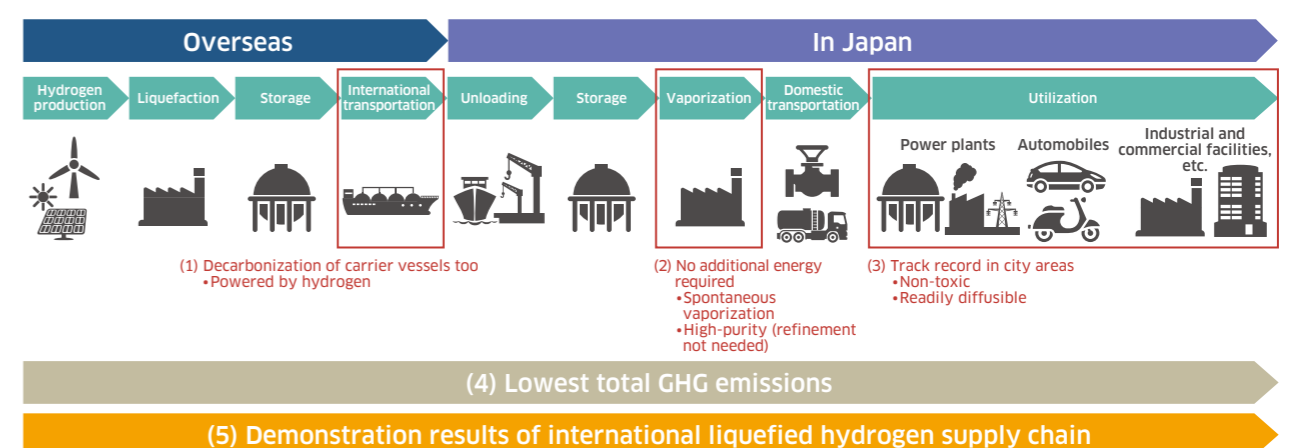 Overseas
In Japan
Hydrogen
production
Liquefaction
Storage
International
transportation
Unloading
Storage
Vaporization
Domestic
transportation
Utilization
Power plants
Automobiles
Industrial and
commercial facilities,
etc.
(1) Decarbonization of carrier vessels too
•Powered by hydrogen
(2) No additional energy
required
•Spontaneous
vaporization
•High-purity (refinement
not needed)
(3) Track record in city areas
•Non-toxic
•Readily diffusible
(4) Lowest total GHG emissions
(5) Demonstration results of international liquefied hydrogen supply chain